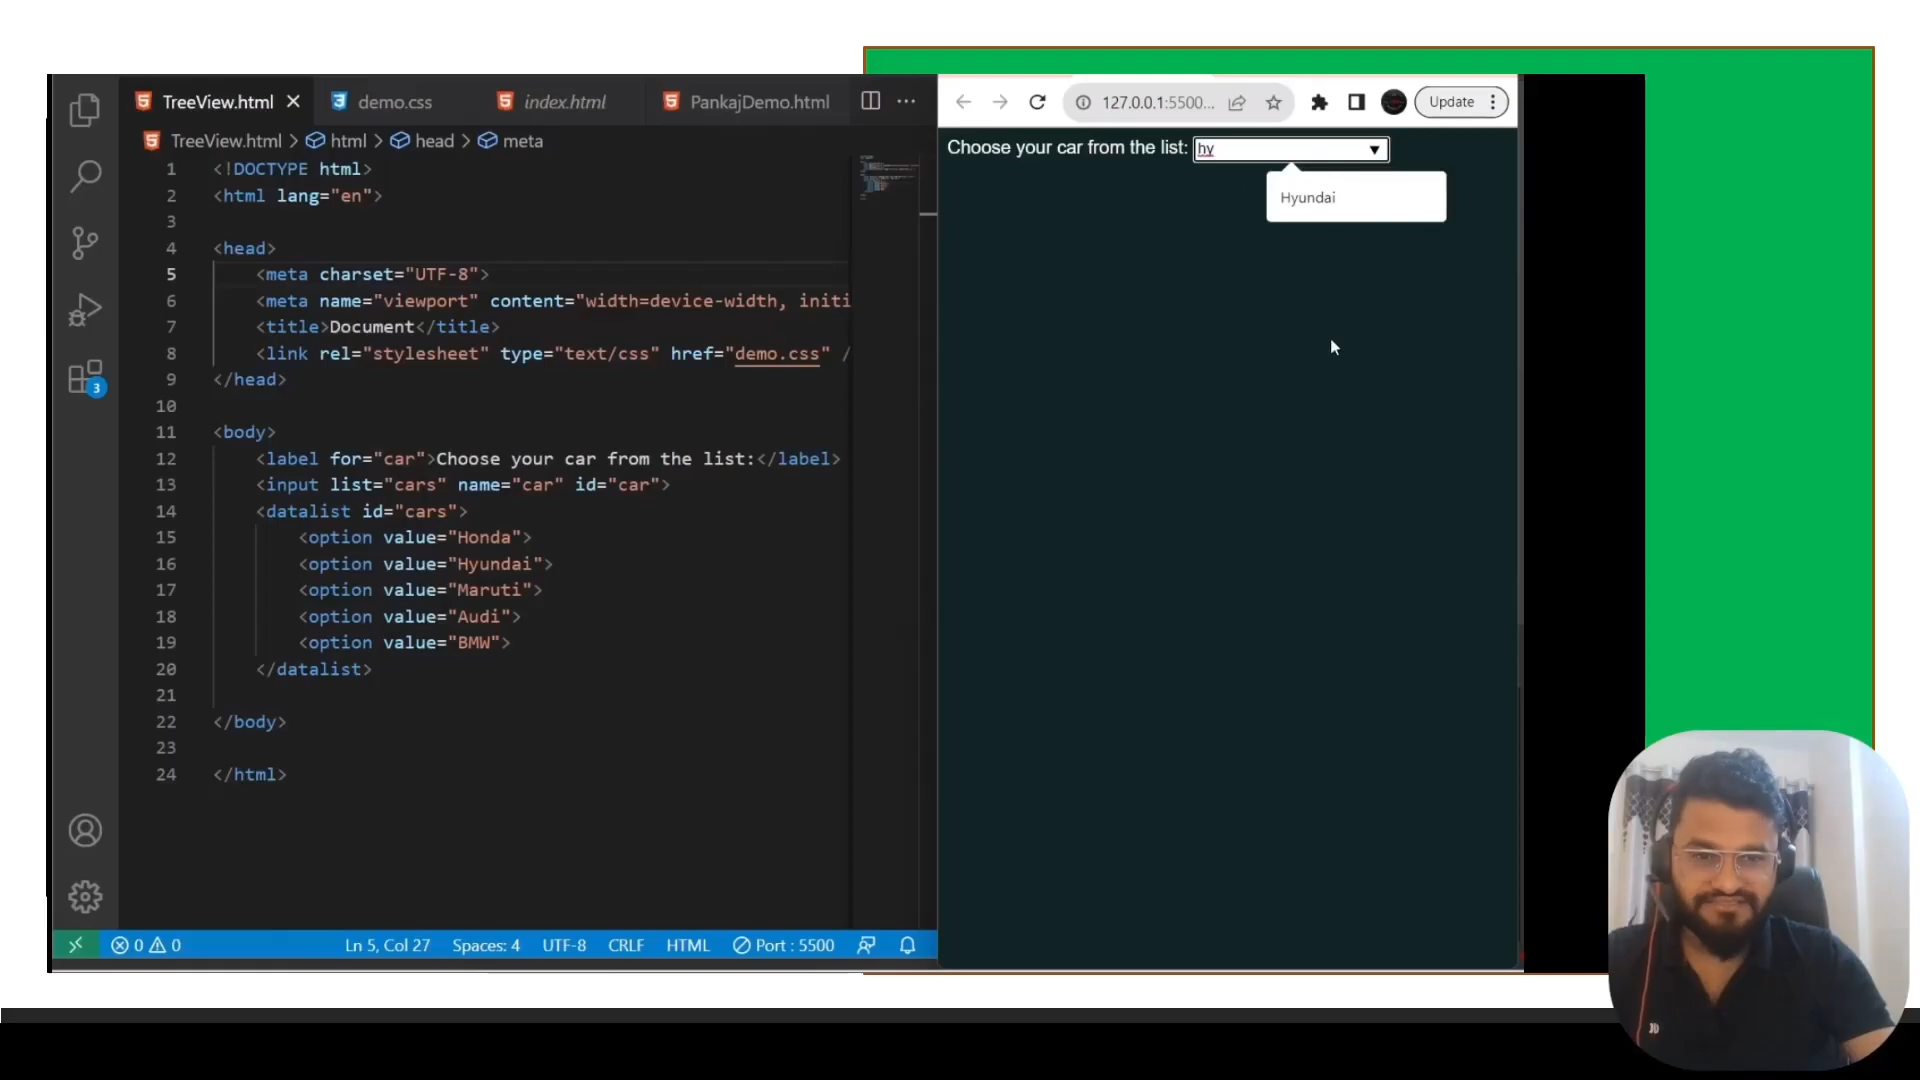 TreeView.html
demo.css
index.html
PankajDemo.html
TreeView.html > html > head > meta
1 <!DOCTYPE html>
2 <html lang="en">
3
4 <head>
5 <meta charset="UTF-8">
6 <meta name="viewport" content="width=device-width, initi
7 <title>Document</title>
8 <link rel="stylesheet" type="text/css" href="demo.css" /
9 </head>
10
11 <body>
12 <label for="car">Choose your car from the list:</label>
13 <input list="cars" name="car" id="car">
14 <datalist id="cars">
15 <option value="Honda">
16 <option value="Hyundai">
17 <option value="Maruti">
18 <option value="Audi">
19 <option value="BMW">
20 </datalist>
21
22 </body>
23
24 </html>
3
0 0 Ln 5, Col 27 Spaces: 4 UTF-8 CRLF HTML Port : 5500
127.0.0.1:5500... Update
Choose your car from the list: hy
Hyundai